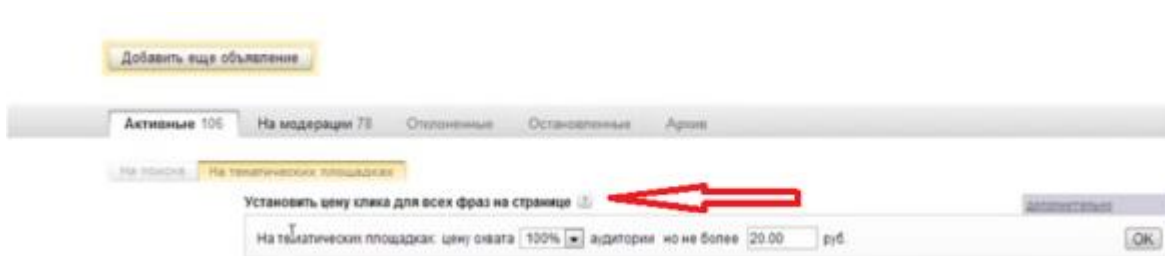 Добавить еще объявление
Активные 106 На модерации 78 Отклоненные Остановленные Архив
На поиске На тематических площадках
Установить цену клика для всех фраз на странице
дополнительно
На тематических площадках: цену охвата 100% аудитории но не более 20.00 руб.
OK